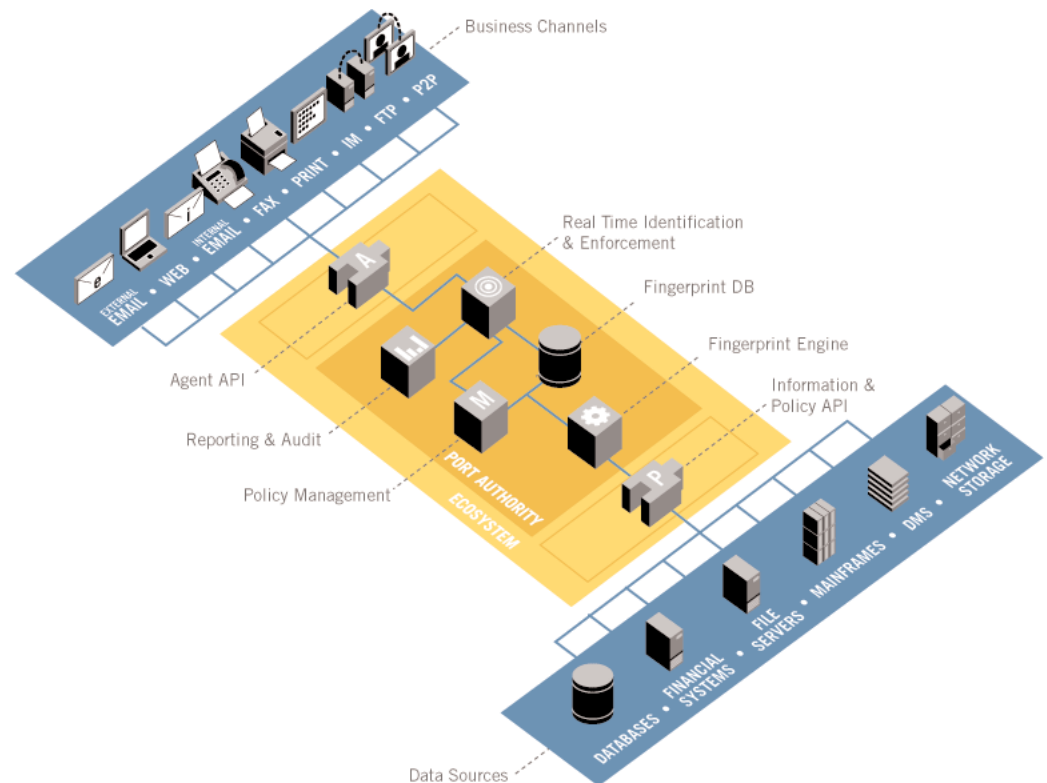 Business Channels
EXTERNAL
EMAIL • WEB • INTERNAL
EMAIL • FAX • PRINT • IM • FTP • P2P
e
i
Real Time Identification
& Enforcement
Fingerprint DB
Fingerprint Engine
Information &
Policy API
Agent API
Reporting & Audit
Policy Management
A
M
P
PORT AUTHORITY
ECOSYSTEM
DATABASES • FINANCIAL
SYSTEMS • FILE
SERVERS • MAINFRAMES • DMS • NETWORK
STORAGE
Data Sources